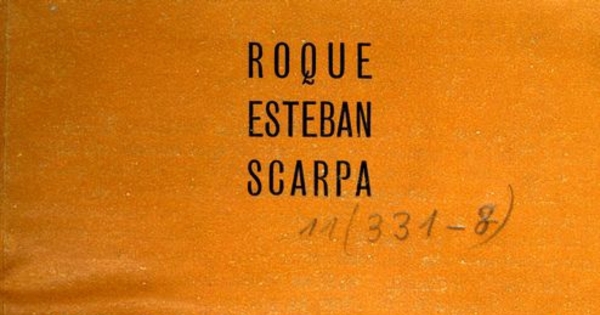 ROQUE
ESTEBAN
SCARPA
11(331-8)